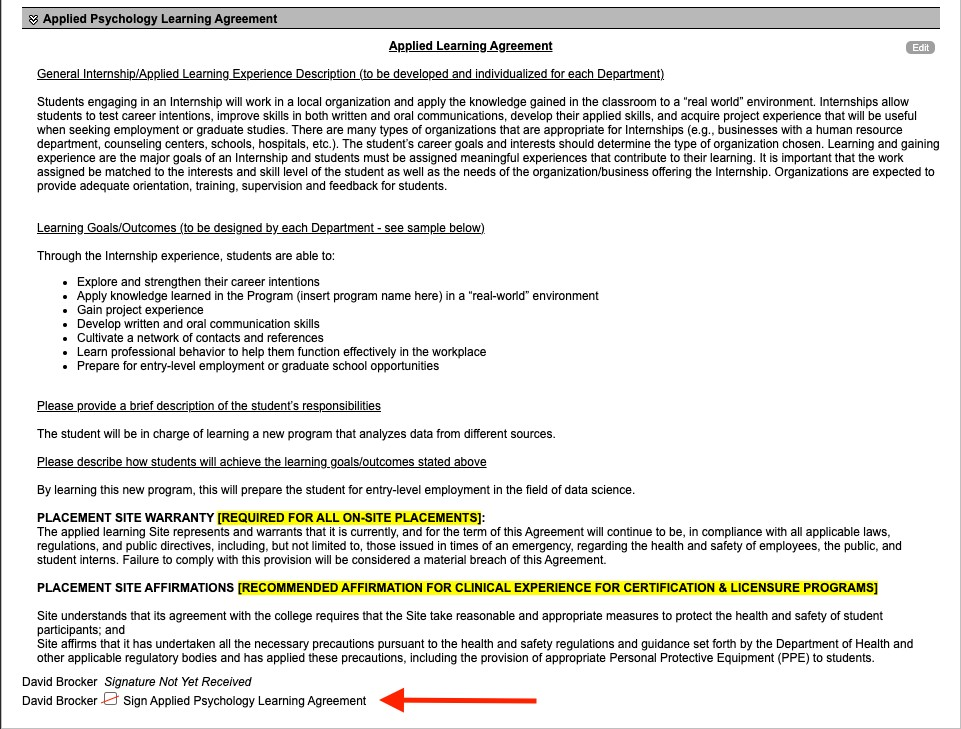 Applied Psychology Learning Agreement
Applied Learning Agreement
Edit
General Internship/Applied Learning Experience Description (to be developed and individualized for each Department)
Students engaging in an Internship will work in a local organization and apply the knowledge gained in the classroom to a “real world” environment. Internships allow
students to test career intentions, improve skills in both written and oral communications, develop their applied skills, and acquire project experience that will be useful
when seeking employment or graduate studies. There are many types of organizations that are appropriate for Internships (e.g., businesses with a human resource
department, counseling centers, schools, hospitals, etc.). The student’s career goals and interests should determine the type of organization chosen. Learning and gaining
experience are the major goals of an Internship and students must be assigned meaningful experiences that contribute to their learning. It is important that the work
assigned be matched to the interests and skill level of the student as well as the needs of the organization/business offering the Internship. Organizations are expected to
provide adequate orientation, training, supervision and feedback for students.
Learning Goals/Outcomes (to be designed by each Department - see sample below)
Through the Internship experience, students are able to:
• Explore and strengthen their career intentions
• Apply knowledge learned in the Program (insert program name here) in a “real-world” environment
• Gain project experience
• Develop written and oral communication skills
• Cultivate a network of contacts and references
• Learn professional behavior to help them function effectively in the workplace
• Prepare for entry-level employment or graduate school opportunities
Please provide a brief description of the student’s responsibilities
The student will be in charge of learning a new program that analyzes data from different sources.
Please describe how students will achieve the learning goals/outcomes stated above
By learning this new program, this will prepare the student for entry-level employment in the field of data science.
PLACEMENT SITE WARRANTY [REQUIRED FOR ALL ON-SITE PLACEMENTS]:
The applied learning Site represents and warrants that it is currently, and for the term of this Agreement will continue to be, in compliance with all applicable laws,
regulations, and public directives, including, but not limited to, those issued in times of an emergency, regarding the health and safety of employees, the public, and
student interns. Failure to comply with this provision will be considered a material breach of this Agreement.
PLACEMENT SITE AFFIRMATIONS [RECOMMENDED AFFIRMATION FOR CLINICAL EXPERIENCE FOR CERTIFICATION & LICENSURE PROGRAMS]
Site understands that its agreement with the college requires that the Site take reasonable and appropriate measures to protect the health and safety of student
participants; and
Site affirms that it has undertaken all the necessary precautions pursuant to the health and safety regulations and guidance set forth by the Department of Health and
other applicable regulatory bodies and has applied these precautions, including the provision of appropriate Personal Protective Equipment (PPE) to students.
David Brocker Signature Not Yet Received
David Brocker Sign Applied Psychology Learning Agreement